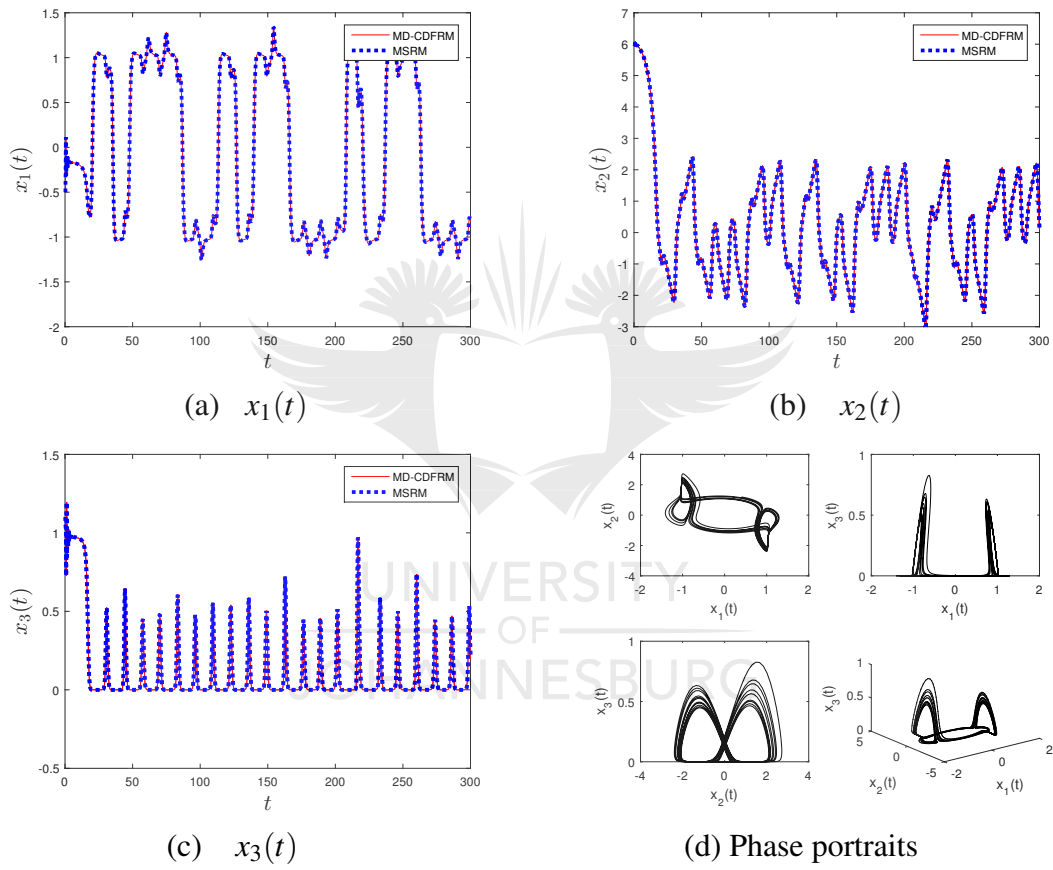 1.5
1
0.5
0
-0.5
-1
-1.5
-2
x₁(t)
0 50 100 150 200 250 300
t
MD-CDFRM
MSRM
(a) x₁(t)
7
6
5
4
3
2
1
0
-1
-2
-3
x₂(t)
0 50 100 150 200 250 300
t
MD-CDFRM
MSRM
(b) x₂(t)
1.5
1
0.5
0
-0.5
x₃(t)
0 50 100 150 200 250 300
t
MD-CDFRM
MSRM
(c) x₃(t)
4
2
0
-2
-4
x₂(t)
-2 -1 0 1 2
x₁(t)
1
0.5
0
x₃(t)
-2 -1 0 1 2
x₁(t)
1
0.5
0
x₃(t)
-4 -2 0 2 4
x₂(t)
1
0.5
0
x₃(t)
5
0
-5
x₂(t)
-2
0
2
x₁(t)
(d) Phase portraits
UNIVERSITY
OF
JOHANNESBURG